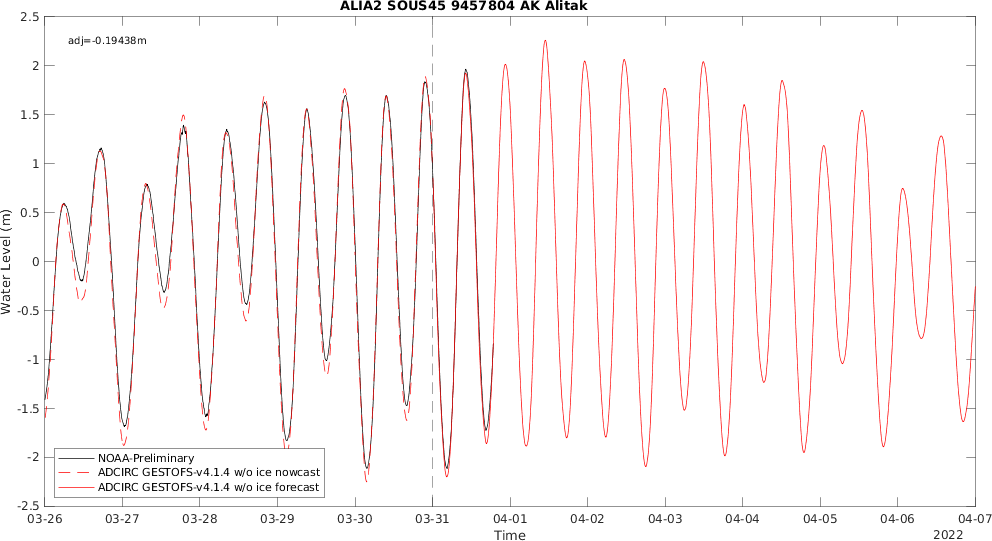 ALIA2 SOUS45 9457804 AK Alitak
adj=-0.19438m
2.5
2
1.5
1
0.5
0
-0.5
-1
-1.5
-2
-2.5
Water Level (m)
NOAA-Preliminary
ADCIRC GESTOFS-v4.1.4 w/o ice nowcast
ADCIRC GESTOFS-v4.1.4 w/o ice forecast
03-26 03-27 03-28 03-29 03-30 03-31 04-01 04-02 04-03 04-04 04-05 04-06 04-07
Time
2022